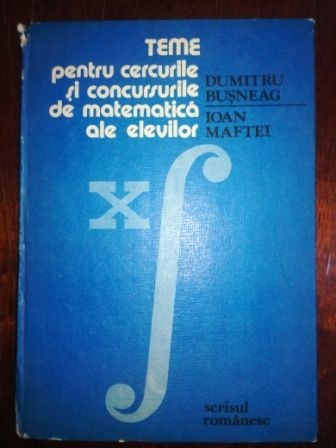 TEME
pentru cercurile
și concursurile
de matematică
ale elevilor
DUMITRU
BUȘNEAG
IOAN
MAFTEI
x∫
scrisul
românesc